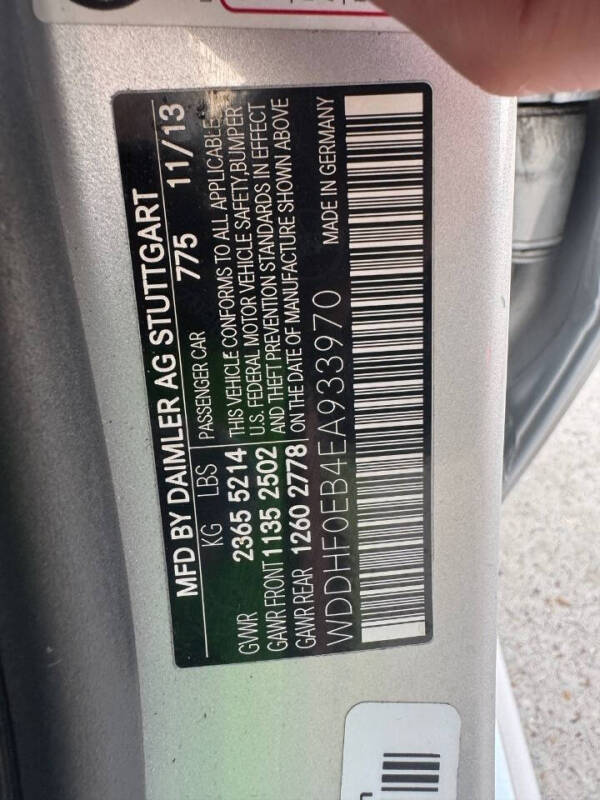 MFD BY DAIMLER AG STUTTGART 11/13
KG LBS PASSENGER CAR 775
GVWR 2365 5214 THIS VEHICLE CONFORMS TO ALL APPLICABLE
U.S. FEDERAL MOTOR VEHICLE SAFETY,BUMPER
GAWR FRONT 1135 2502 AND THEFT PREVENTION STANDARDS IN EFFECT
GAWR REAR 1260 2778 ON THE DATE OF MANUFACTURE SHOWN ABOVE
WDDHF0EB4EA933970 MADE IN GERMANY